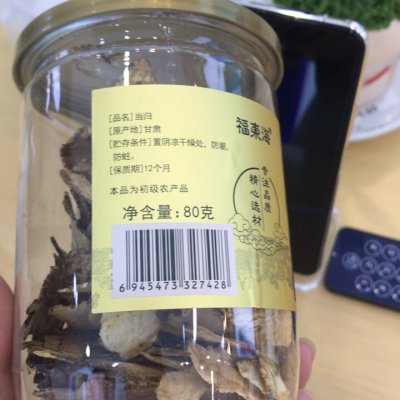 福東海
[品名]当归
[原产地]甘肃
[贮存条件]置阴凉干燥处，防潮，
防蛀。
[保质期]12个月
本品为初级农产品
净含量：80克
专注品质
精心选材
6 945473 327428